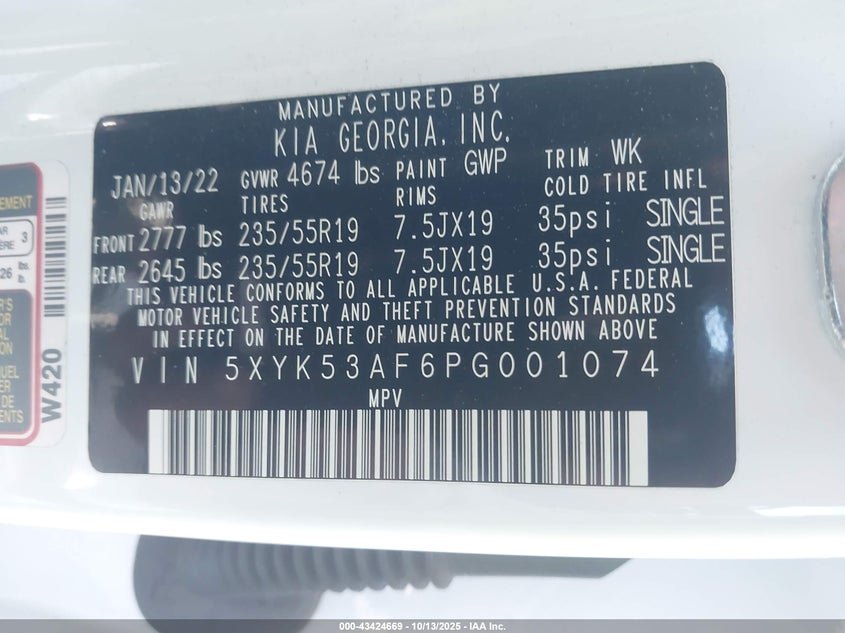 MANUFACTURED BY
KIA GEORGIA, INC.
JAN/13/22 GVWR 4674 lbs PAINT GWP TRIM WK
GAWR TIRES RIMS COLD TIRE INFL
FRONT 2777 lbs 235/55R19 7.5JX19 35psi SINGLE
REAR 2645 lbs 235/55R19 7.5JX19 35psi SINGLE
THIS VEHICLE CONFORMS TO ALL APPLICABLE U.S.A. FEDERAL
MOTOR VEHICLE SAFETY AND THEFT PREVENTION STANDARDS
IN EFFECT ON THE DATE OF MANUFACTURE SHOWN ABOVE
VIN 5XYK53AF6PG001074
MPV
3
lbs.
W420
000-43424669 - 10/13/2025 - IAA Inc.